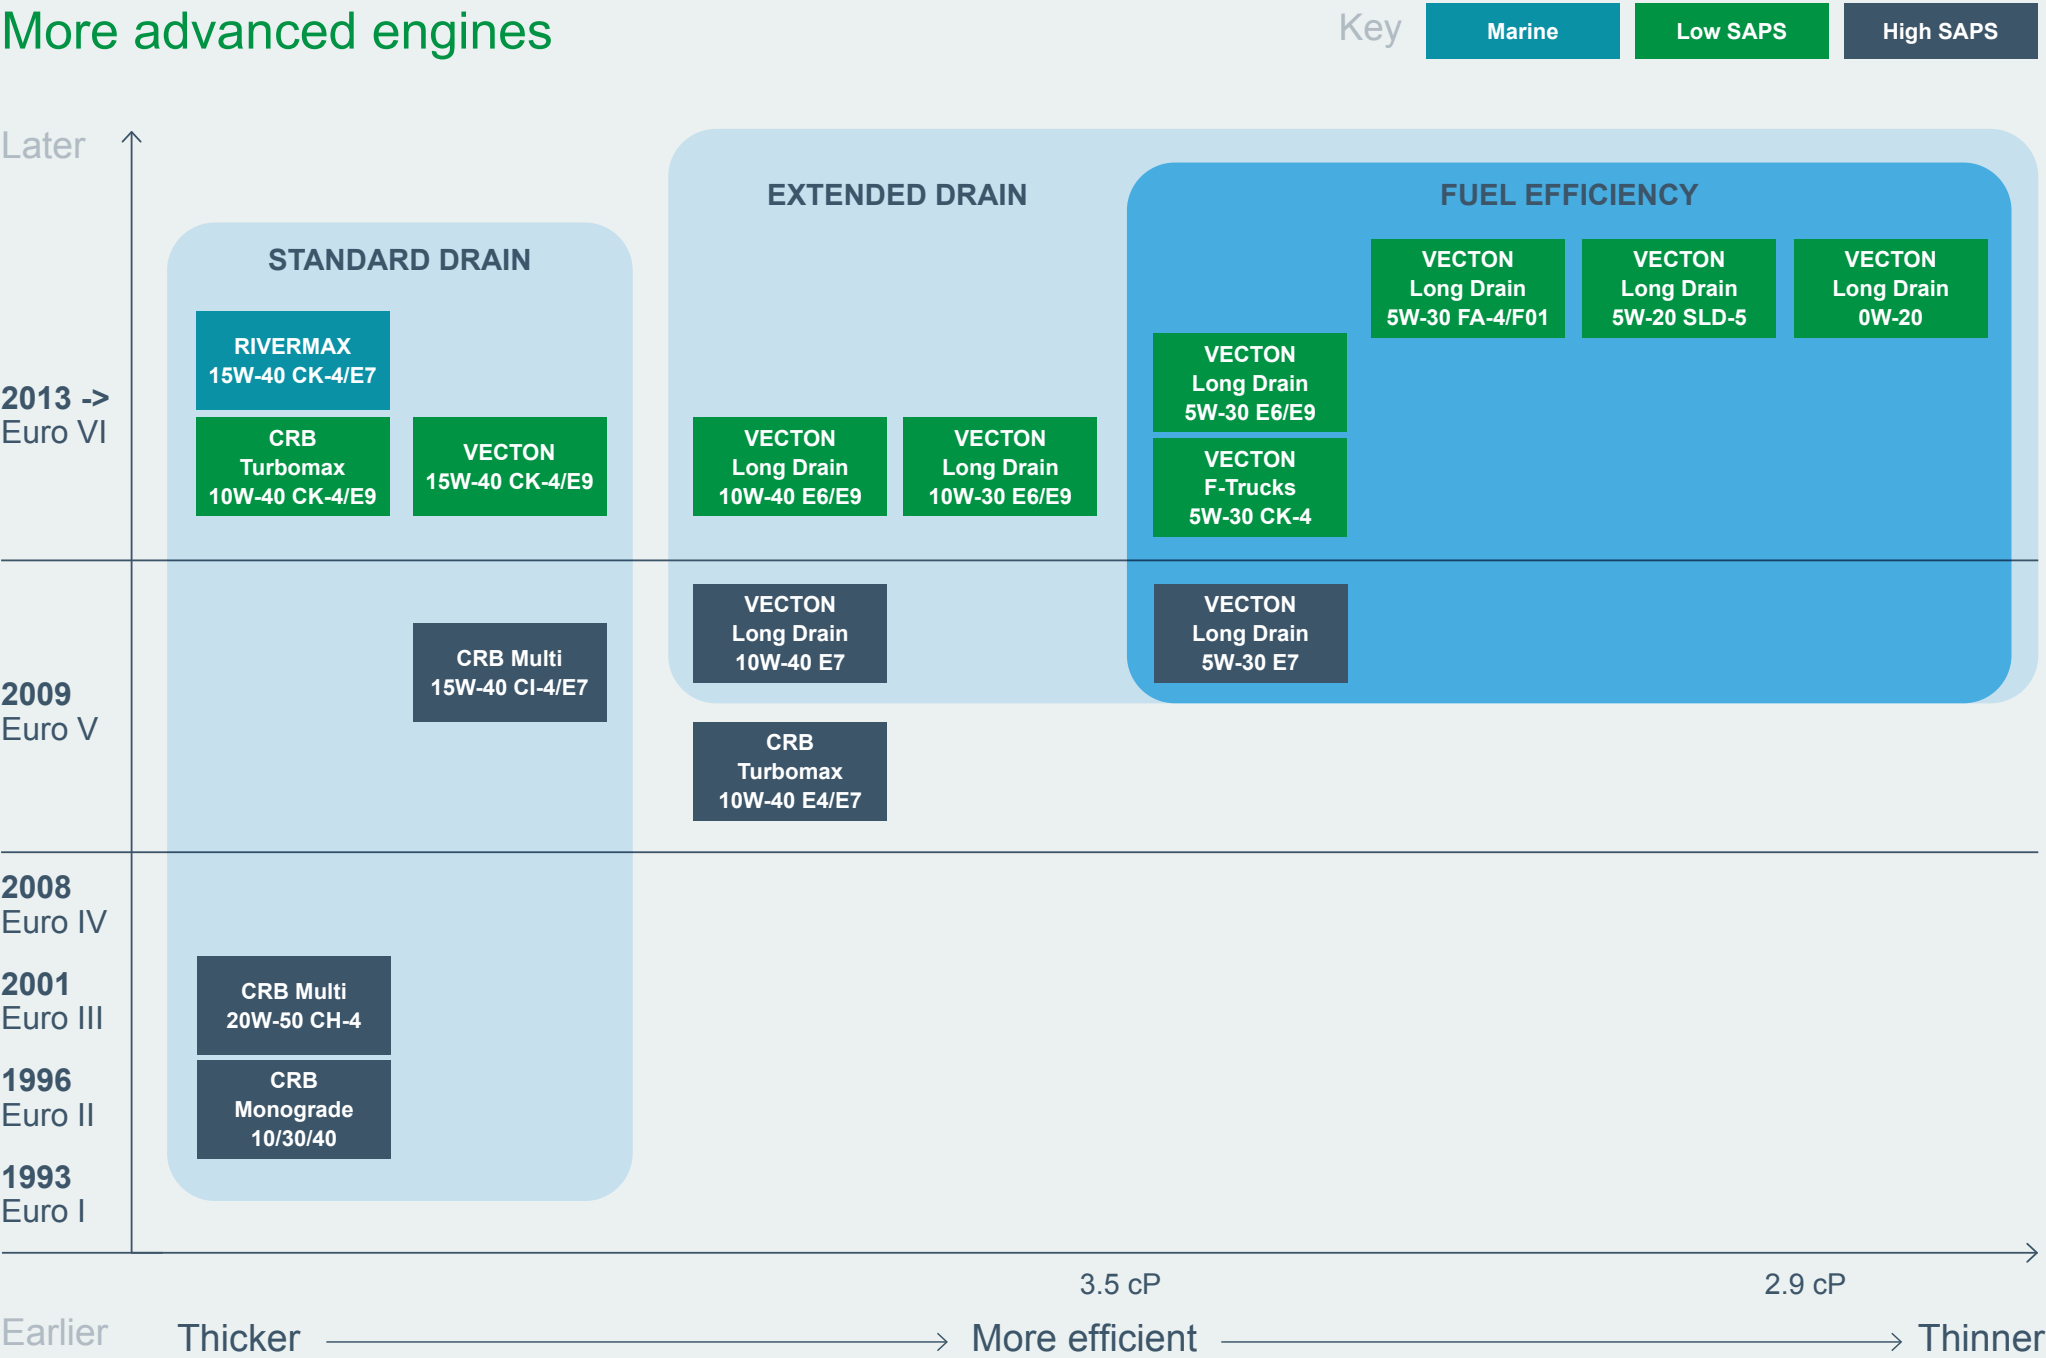 More advanced engines
Key
Marine
Low SAPS
High SAPS
Later
EXTENDED DRAIN
FUEL EFFICIENCY
STANDARD DRAIN
VECTON
Long Drain
5W-30 FA-4/F01
VECTON
Long Drain
5W-20 SLD-5
VECTON
Long Drain
0W-20
RIVERMAX
15W-40 CK-4/E7
VECTON
Long Drain
5W-30 E6/E9
2013 ->
Euro VI
CRB
Turbomax
10W-40 CK-4/E9
VECTON
15W-40 CK-4/E9
VECTON
Long Drain
10W-40 E6/E9
VECTON
Long Drain
10W-30 E6/E9
VECTON
F-Trucks
5W-30 CK-4
VECTON
Long Drain
10W-40 E7
VECTON
Long Drain
5W-30 E7
CRB Multi
15W-40 CI-4/E7
2009
Euro V
CRB
Turbomax
10W-40 E4/E7
2008
Euro IV
2001
Euro III
CRB Multi
20W-50 CH-4
1996
Euro II
CRB
Monograde
10/30/40
1993
Euro I
3.5 cP
2.9 cP
Earlier
Thicker
More efficient
Thinner